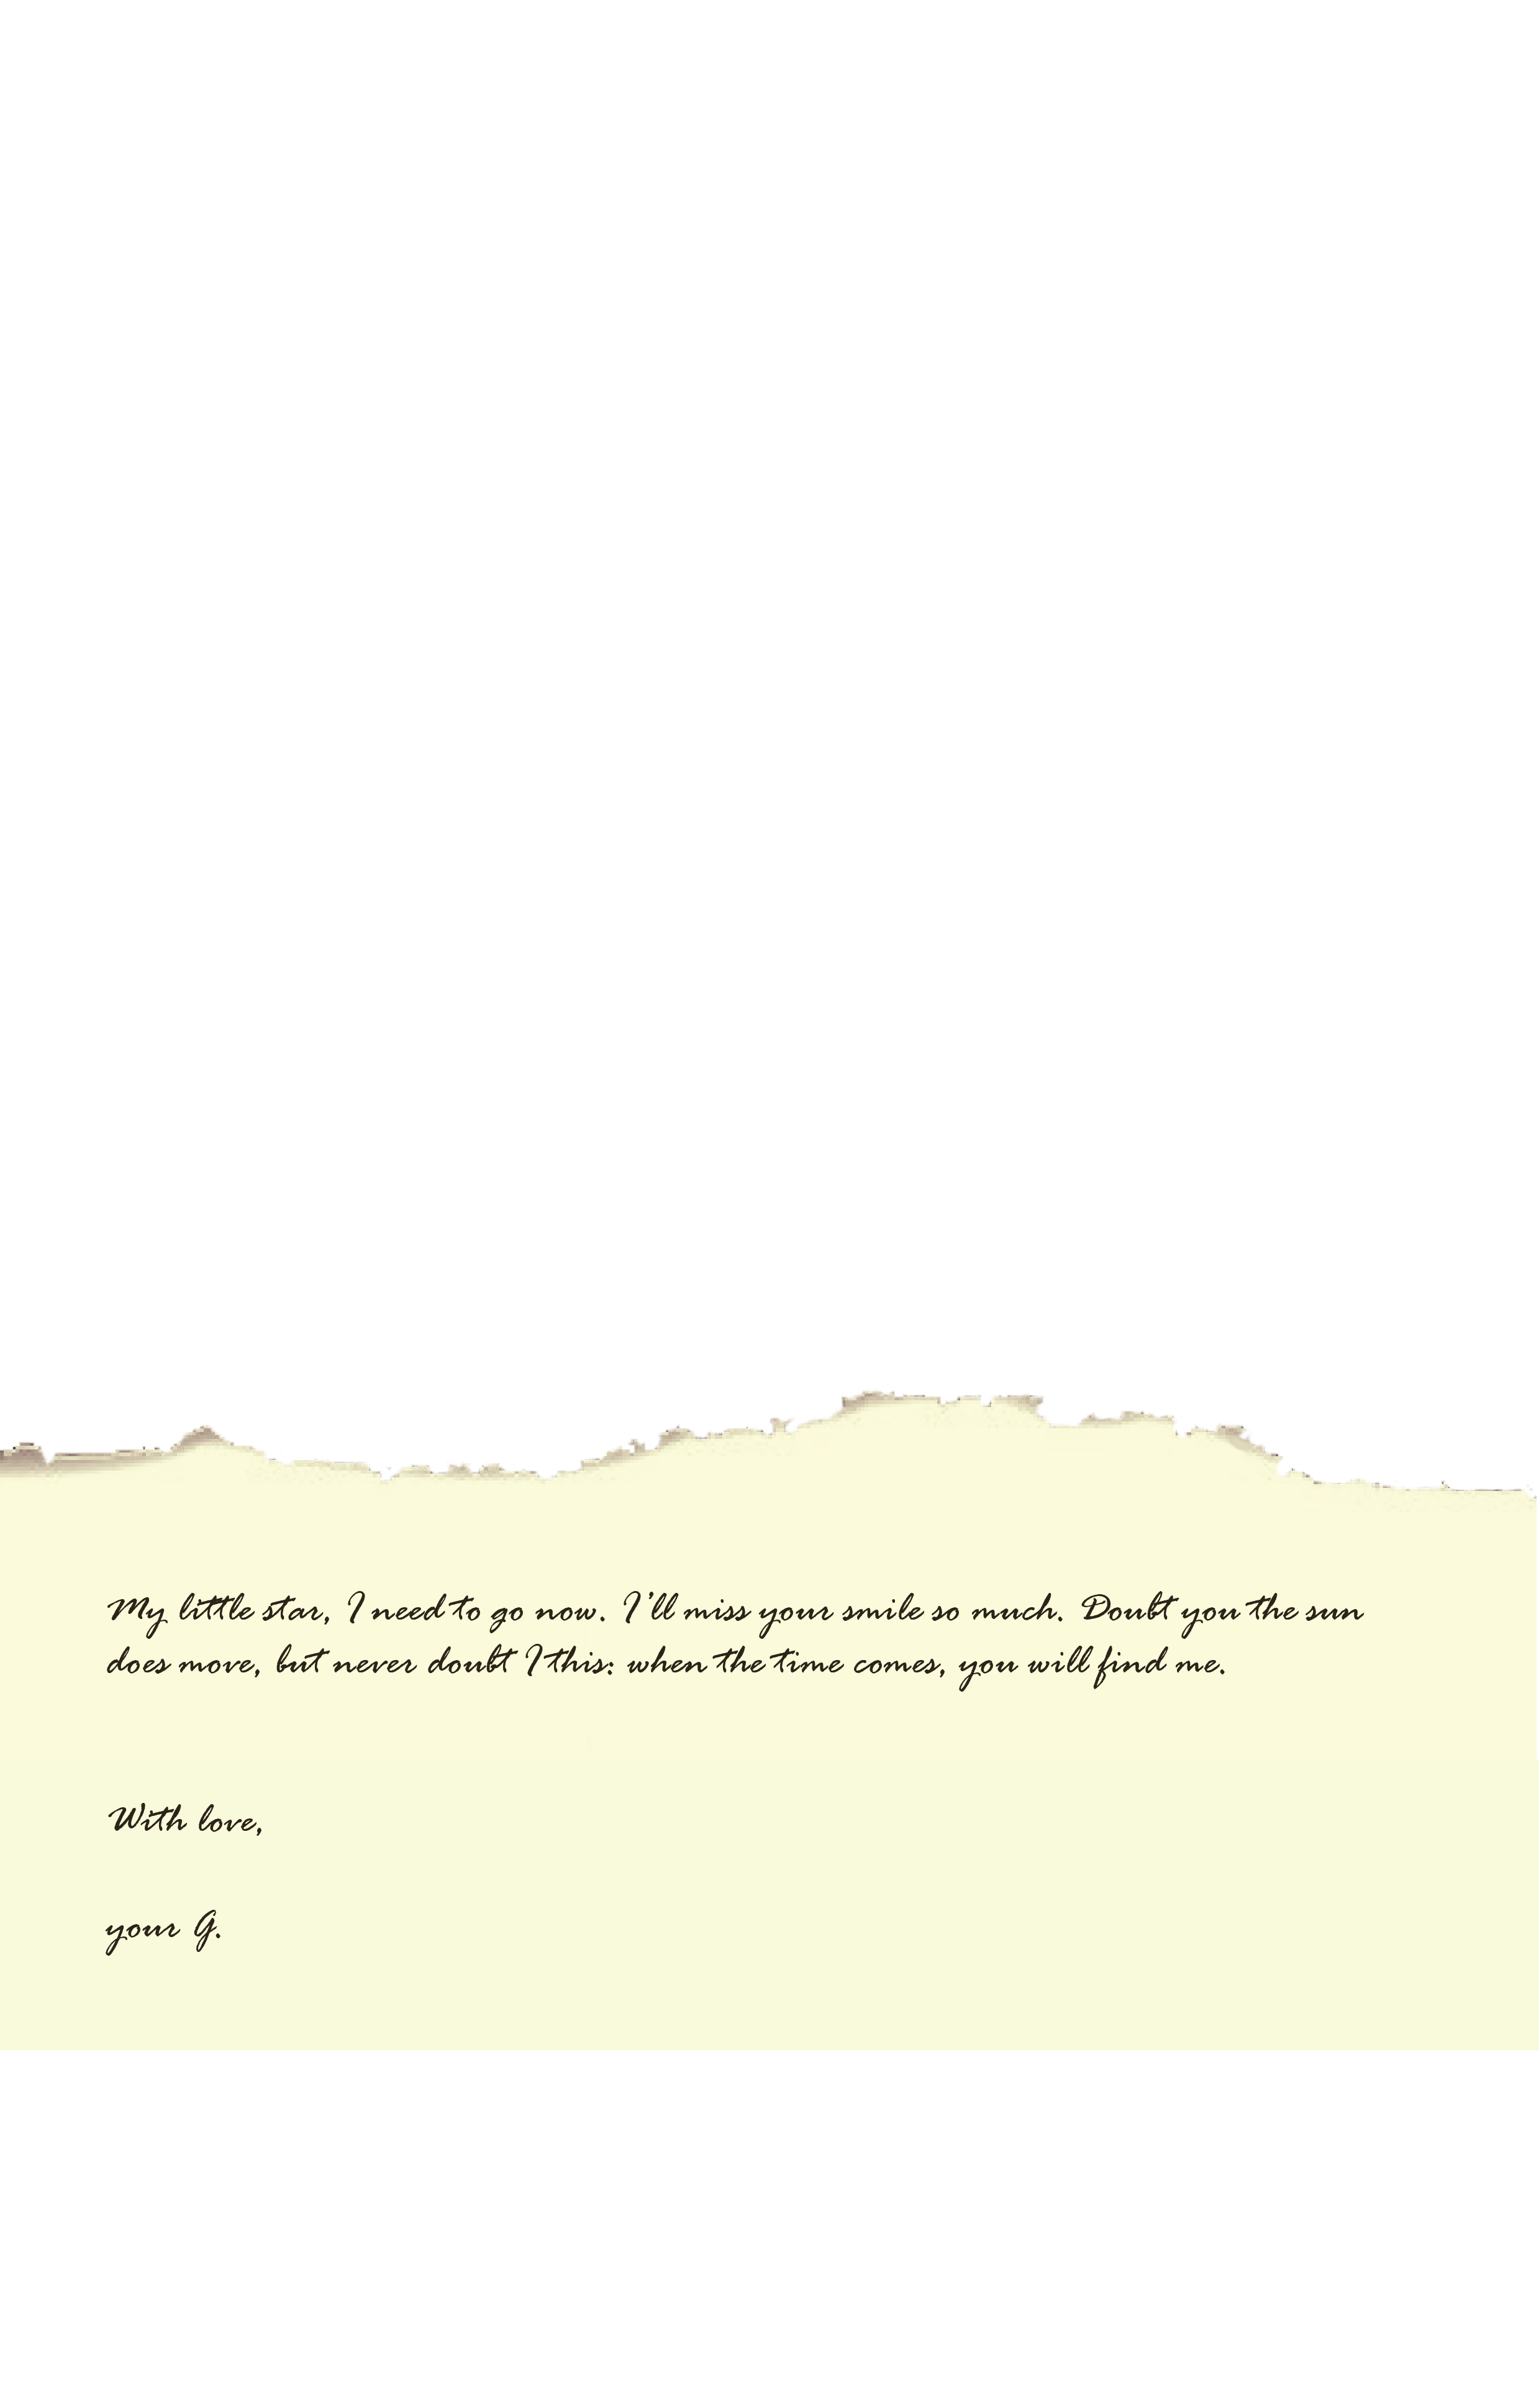 My little star, I need to go now. I'll miss your smile so much. Doubt you the sun
does move, but never doubt I this: when the time comes, you will find me.
With love,
your G.